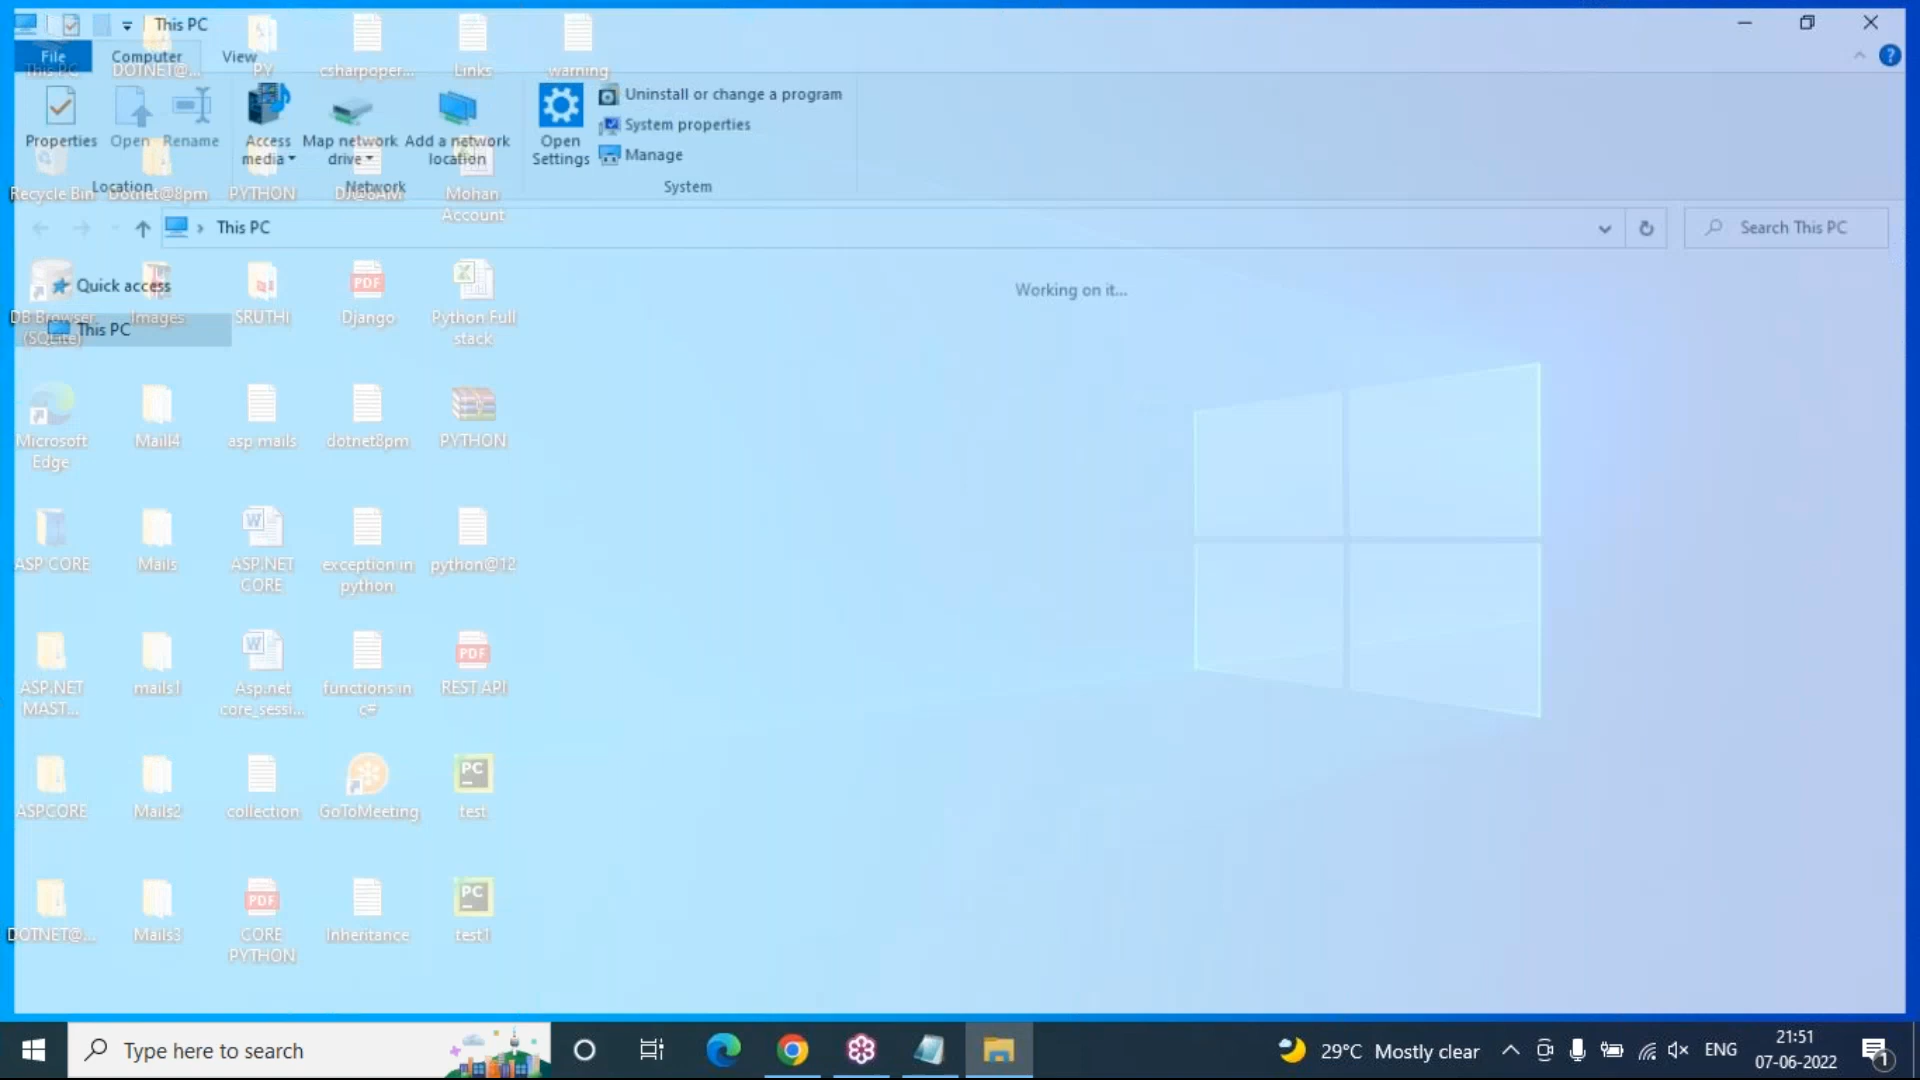 This PC
File
Computer
View
Properties
Open
Rename
Access media
Map network drive
Add a network location
Open Settings
Uninstall or change a program
System properties
Manage
Location
Network
System
This PC
Search This PC
Quick access
This PC
Working on it...
This PC
DOTNET@...
PY
csharpoper...
Links
warning
Recycle Bin
Dotnet@8pm
PYTHON
DJ@6AM
Mohan
Account
DB Browser
(SQLite)
Images
SRUTHI
Django
Python Full
stack
Microsoft
Edge
Maill4
asp mails
dotnet8pm
PYTHON
ASP CORE
Mails
ASP.NET
CORE
exception in
python
python@12
ASP.NET
MAST...
mails1
Asp.net
core_sessi...
functions in
c#
REST API
ASPCORE
Mails2
collection
GoToMeeting
test
DOTNET@...
Mails3
CORE
PYTHON
Inheritance
test1
Type here to search
29°C Mostly clear
ENG
21:51
07-06-2022
1